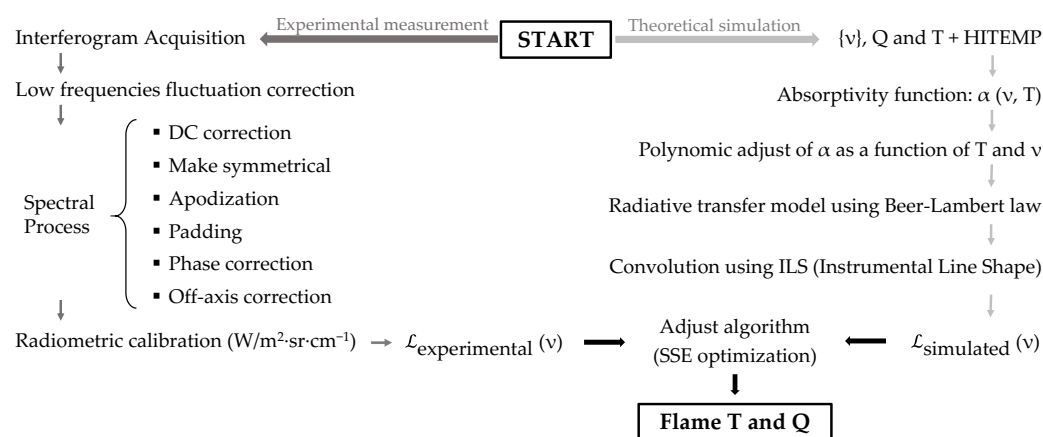 Experimental measurement
Theoretical simulation
Interferogram Acquisition
START
{ν}, Q and T + HITEMP
Low frequencies fluctuation correction
Absorptivity function: α (ν, T)
▪ DC correction
▪ Make symmetrical
▪ Apodization
▪ Padding
▪ Phase correction
▪ Off-axis correction
Spectral
Process
Polynomic adjust of α as a function of T and ν
Radiative transfer model using Beer-Lambert law
Convolution using ILS (Instrumental Line Shape)
Radiometric calibration (W/m²·sr·cm⁻¹)
ℒexperimental (ν)
Adjust algorithm
(SSE optimization)
ℒsimulated (ν)
Flame T and Q